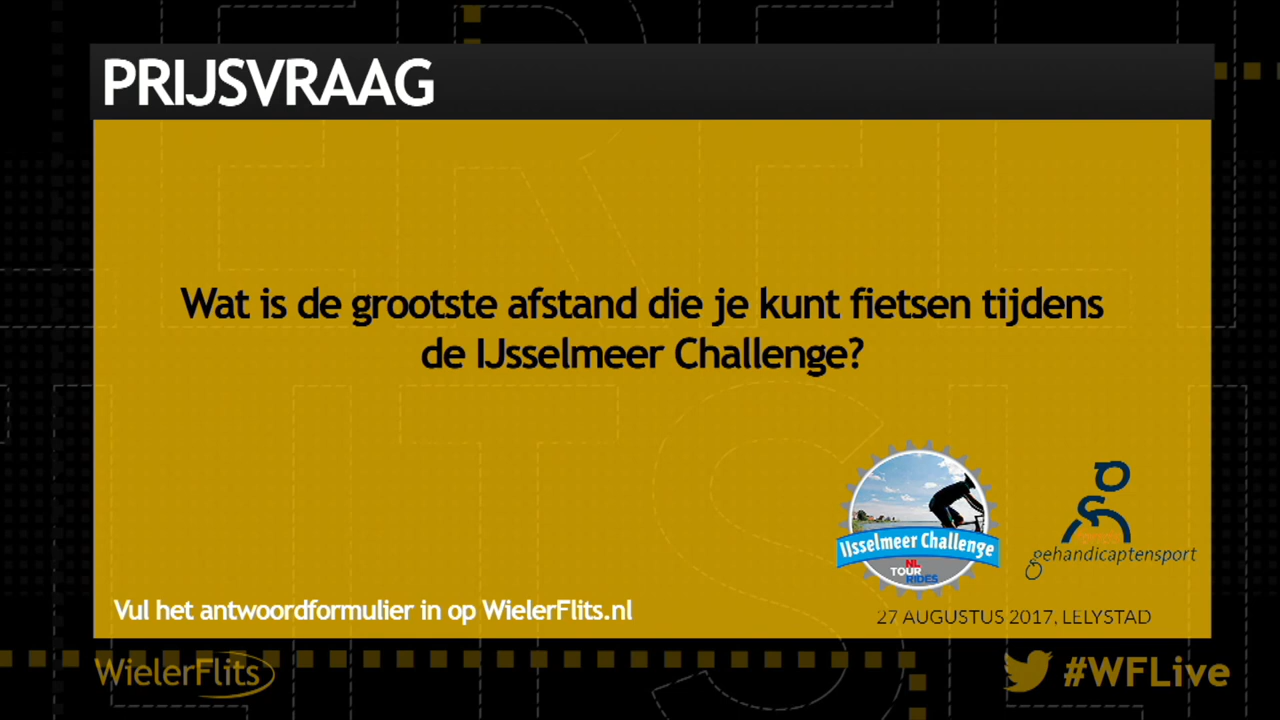 PRIJSVRAAG
Wat is de grootste afstand die je kunt fietsen tijdens
de IJsselmeer Challenge?
IJsselmeer Challenge
NL
TOUR
RIDES
gehandicaptensport
Vul het antwoordformulier in op WielerFlits.nl
27 AUGUSTUS 2017, LELYSTAD
WielerFlits
#WFLive